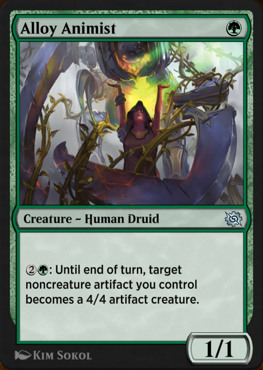 Alloy Animist
Creature – Human Druid
2: Until end of turn, target
noncreature artifact you control
becomes a 4/4 artifact creature.
1/1
Kim Sokol